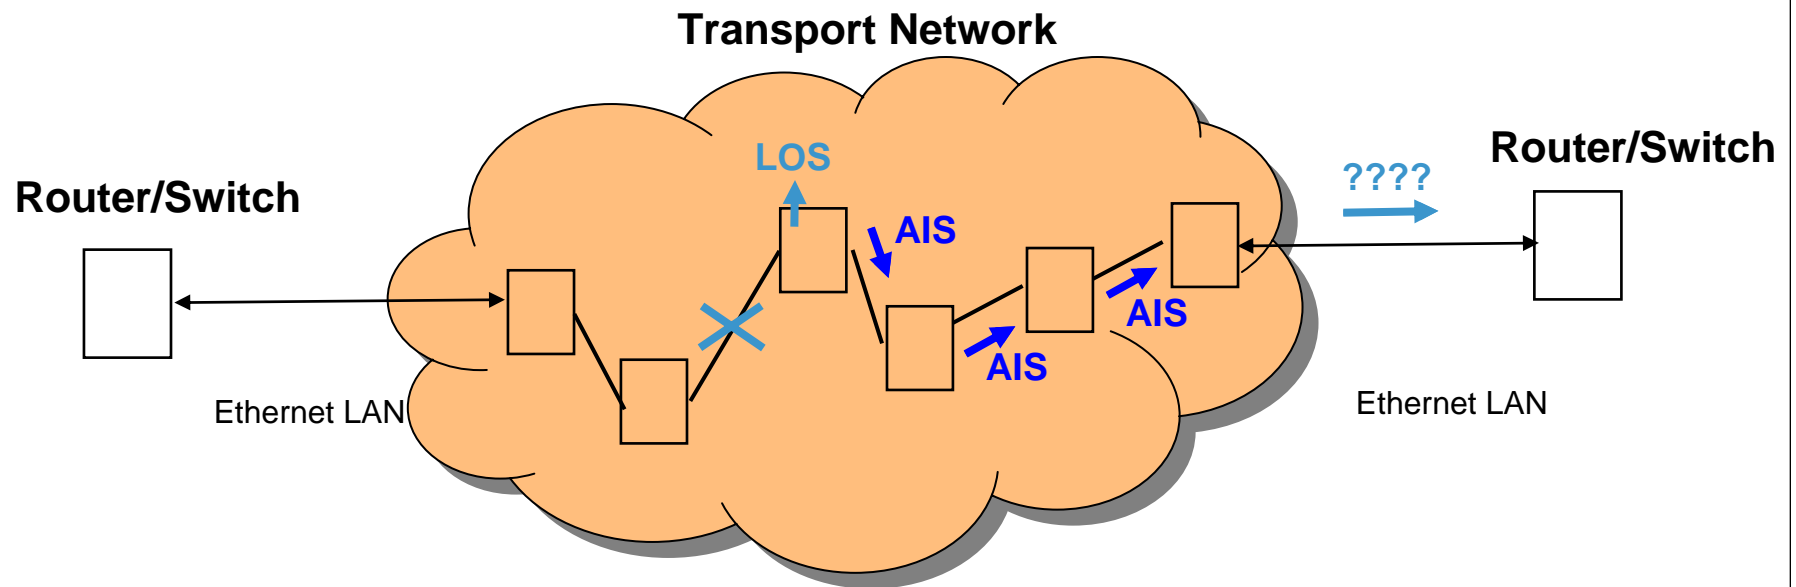 Transport Network
LOS
Router/Switch
????
Router/Switch
AIS
AIS
AIS
Ethernet LAN
Ethernet LAN